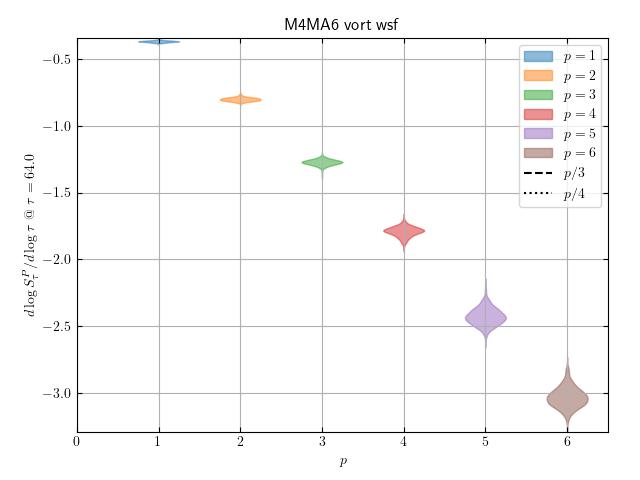 M4MA6 vort wsf
d log S_τ^P / d log τ @ τ = 64.0
−0.5
−1.0
−1.5
−2.0
−2.5
−3.0
0 1 2 3 4 5 6
p
p = 1
p = 2
p = 3
p = 4
p = 5
p = 6
p/3
p/4